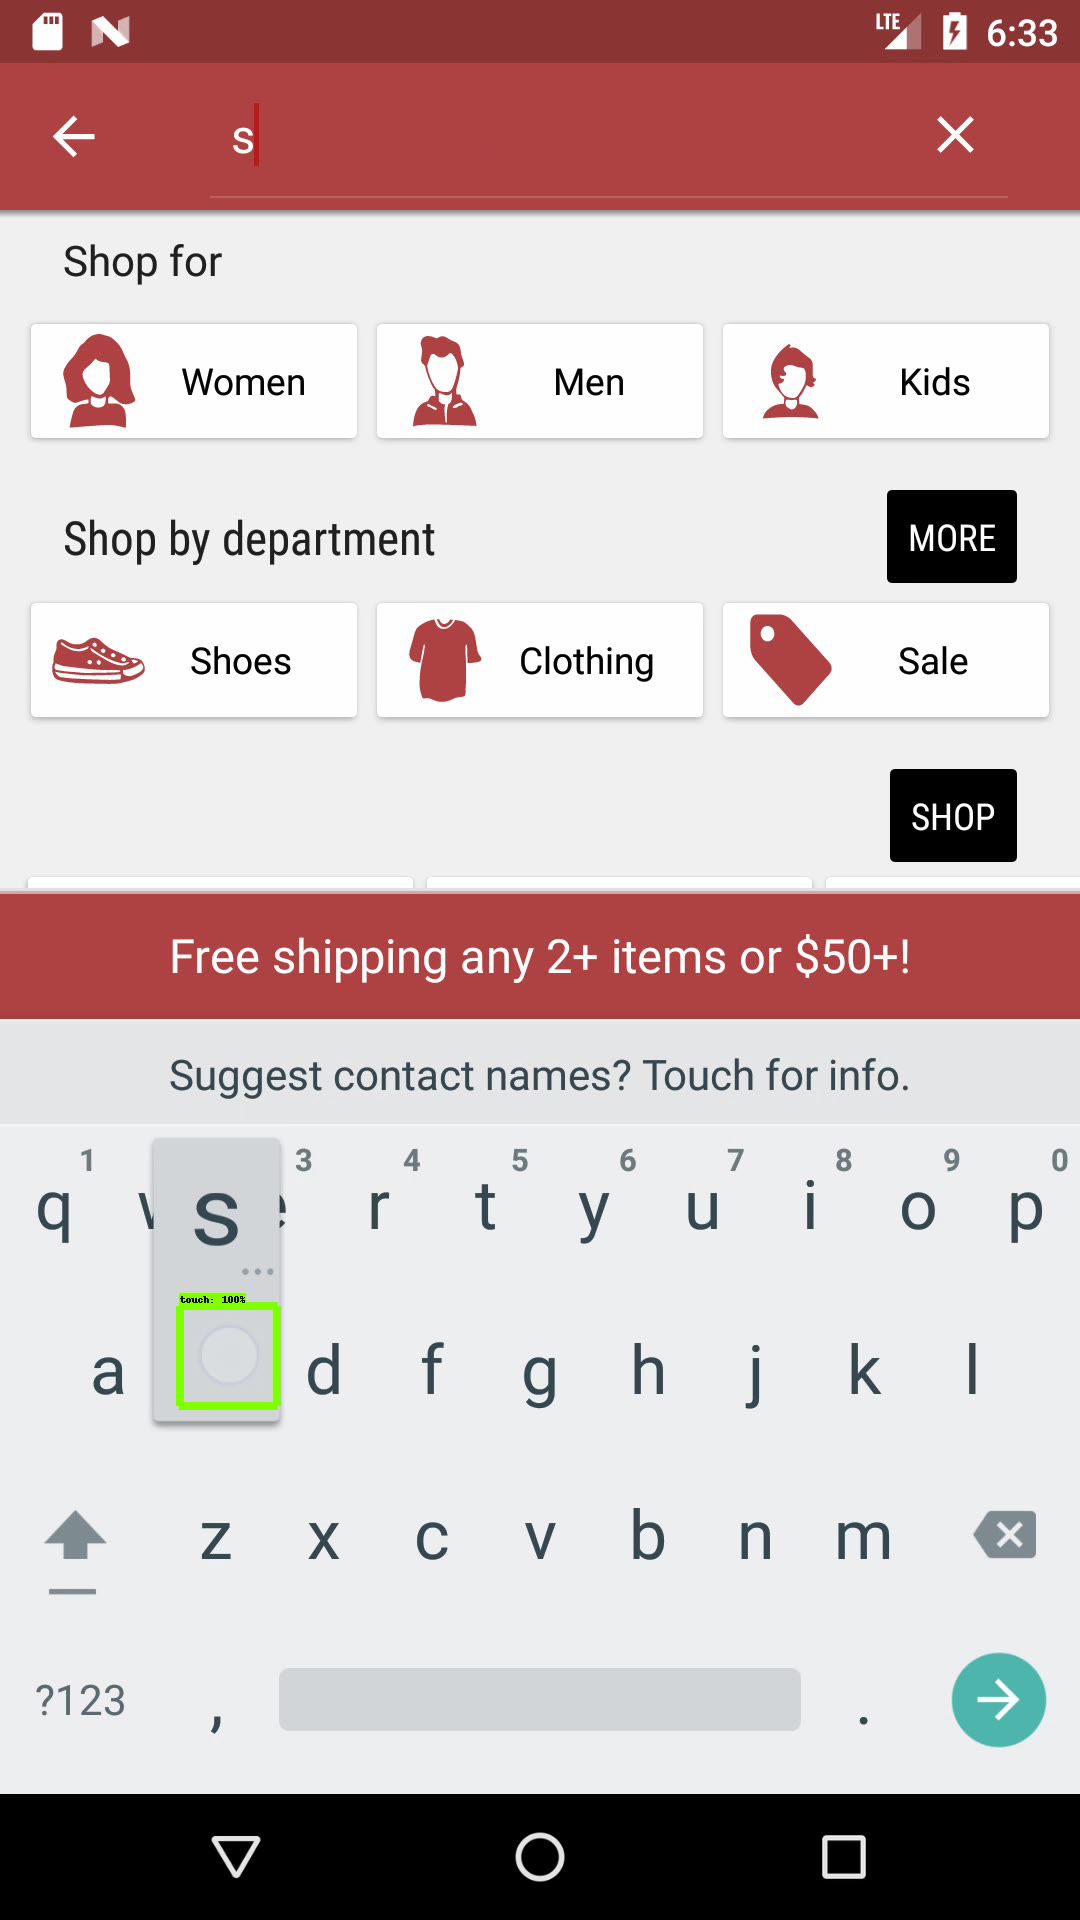 LTE 6:33
s
Shop for
Women Men Kids
Shop by department MORE
Shoes Clothing Sale
SHOP
Free shipping any 2+ items or $50+!
Suggest contact names? Touch for info.
1 3 4 5 6 7 8 9 0
q w s e r t y u i o p
touch: 100%
a d f g h j k l
z x c v b n m
?123 , .